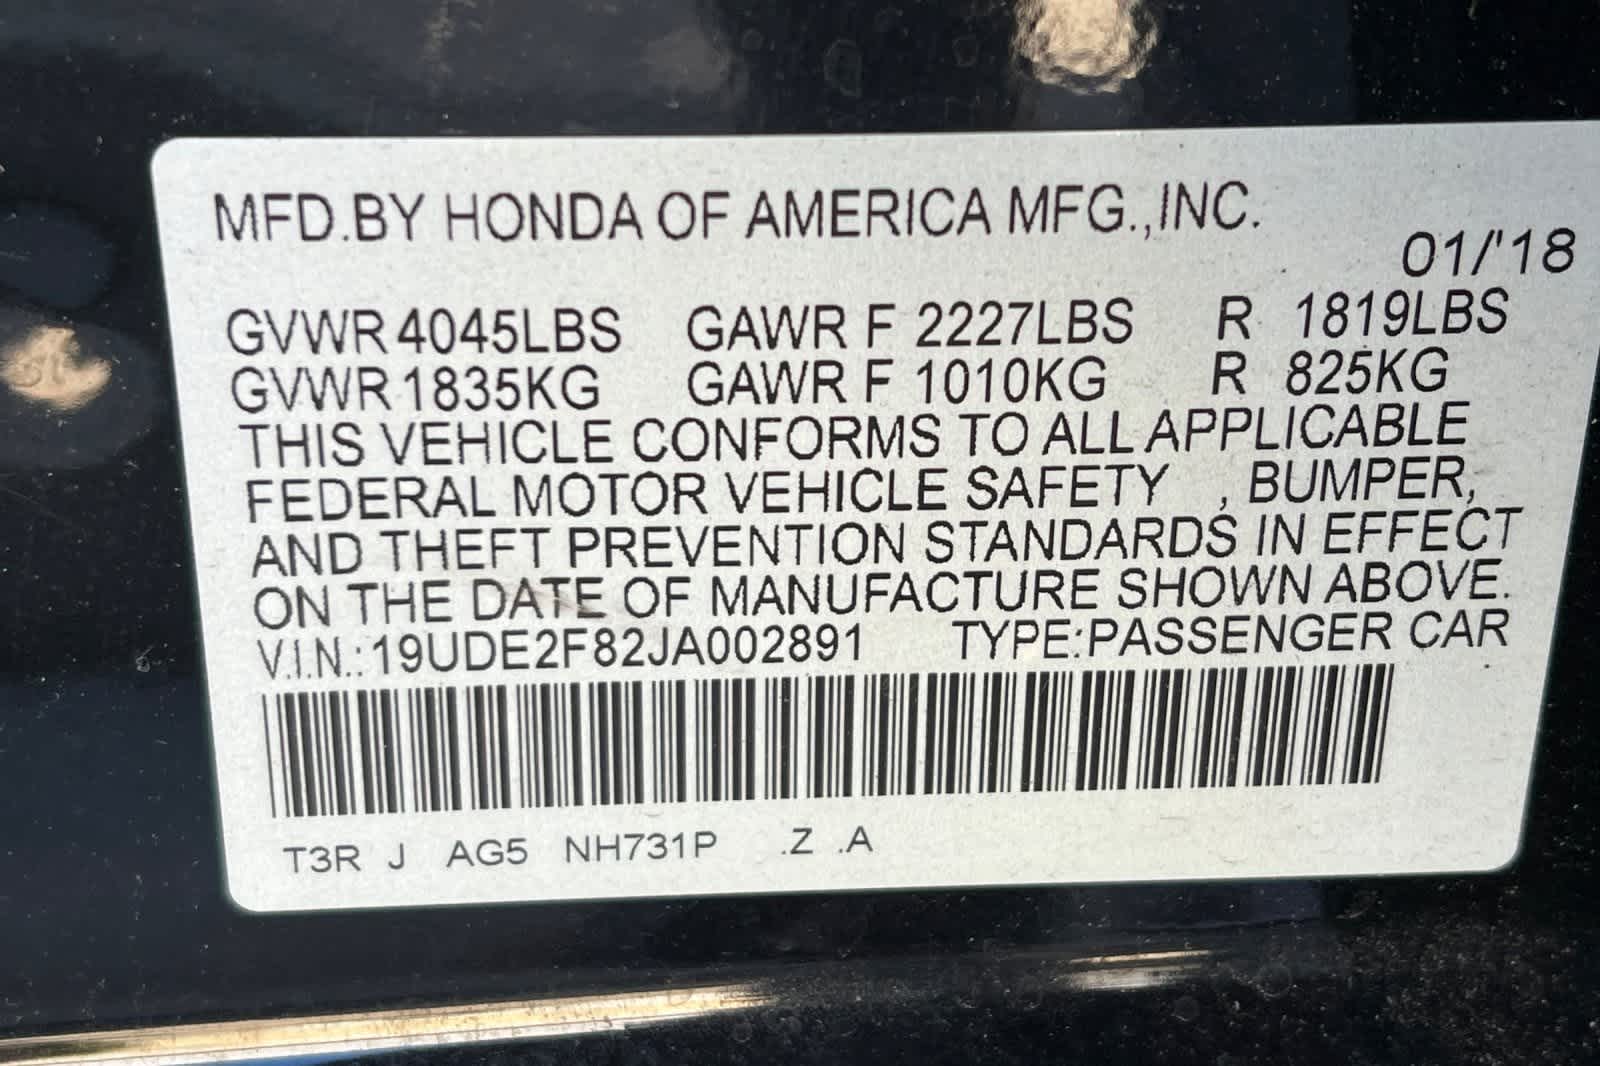 MFD.BY HONDA OF AMERICA MFG.,INC.
01/'18
GVWR 4045LBS GAWR F 2227LBS R 1819LBS
GVWR 1835KG GAWR F 1010KG R 825KG
THIS VEHICLE CONFORMS TO ALL APPLICABLE
FEDERAL MOTOR VEHICLE SAFETY , BUMPER,
AND THEFT PREVENTION STANDARDS IN EFFECT
ON THE DATE OF MANUFACTURE SHOWN ABOVE.
V.I.N.: 19UDE2F82JA002891 TYPE:PASSENGER CAR
T3R J AG5 NH731P .Z .A